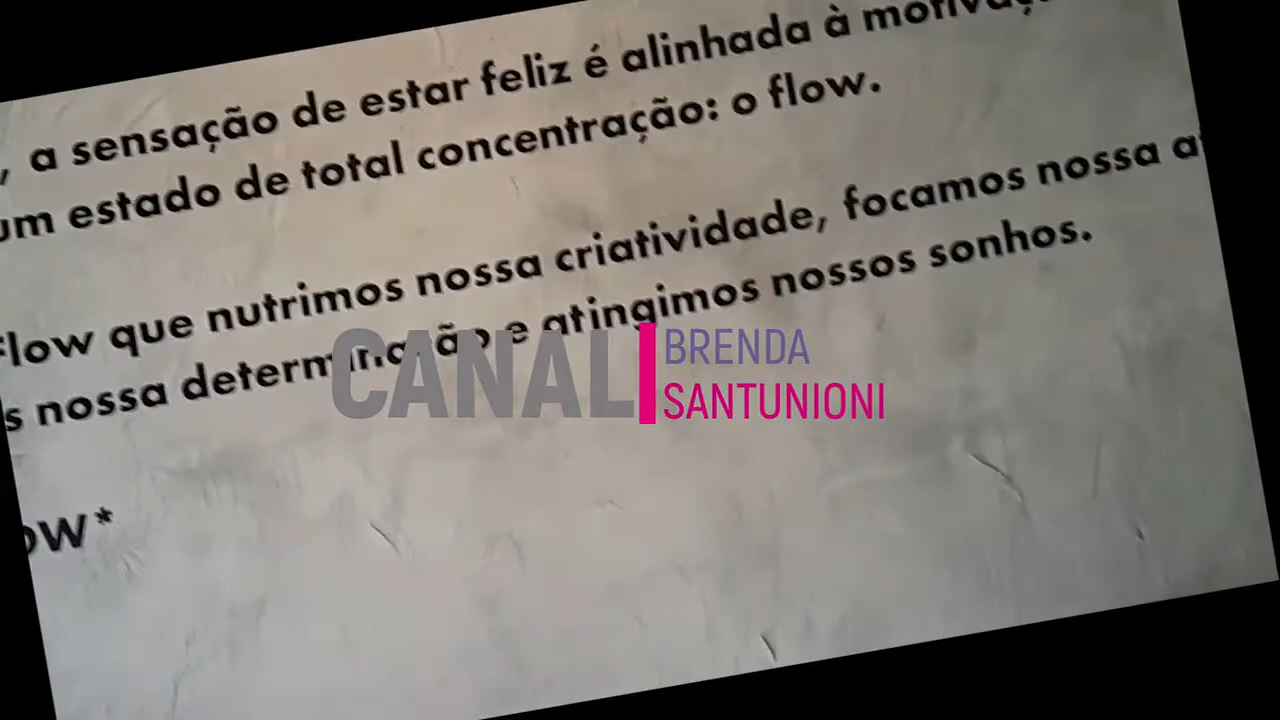 , a sensação de estar feliz é alinhada à
um estado de total concentração: o flow.
flow que nutrimos nossa criatividade, focamos nossa
s nossa determinação e atingimos nossos sonhos.
OW*
CANAL
BRENDA
SANTUNIONI